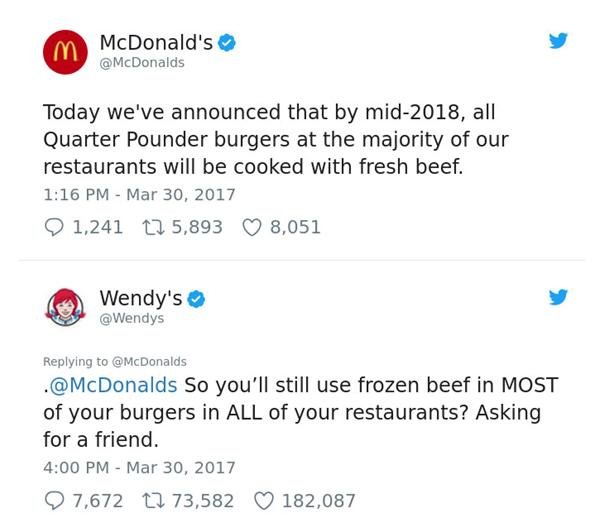 McDonald's
@McDonalds
Today we've announced that by mid-2018, all
Quarter Pounder burgers at the majority of our
restaurants will be cooked with fresh beef.
1:16 PM - Mar 30, 2017
1,241 5,893 8,051
Wendy's
@Wendys
Replying to @McDonalds
.@McDonalds So you’ll still use frozen beef in MOST
of your burgers in ALL of your restaurants? Asking
for a friend.
4:00 PM - Mar 30, 2017
7,672 73,582 182,087